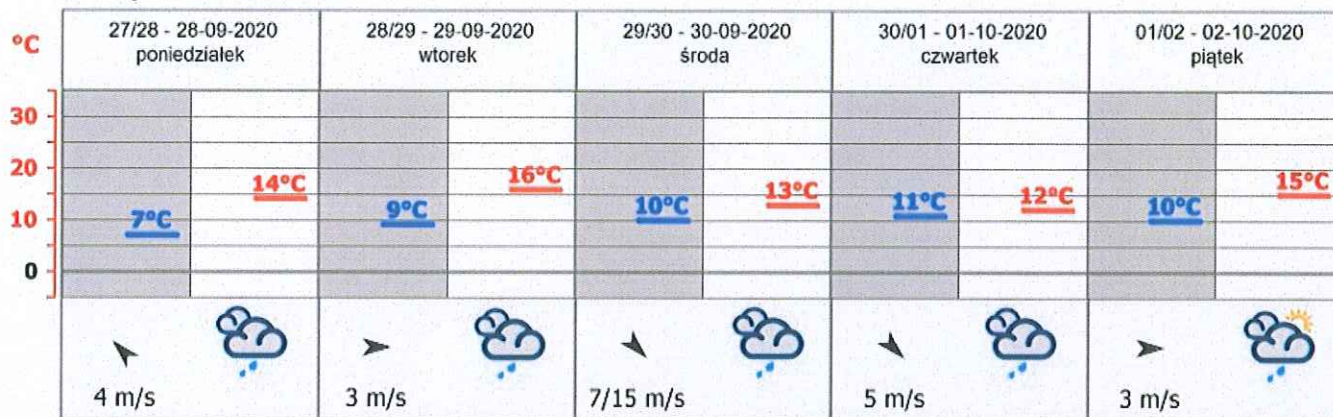 °C
27/28 - 28-09-2020
poniedziałek
28/29 - 29-09-2020
wtorek
29/30 - 30-09-2020
środa
30/01 - 01-10-2020
czwartek
01/02 - 02-10-2020
piątek
30
20
10
0
7°C
14°C
9°C
16°C
10°C
13°C
11°C
12°C
10°C
15°C
4 m/s
3 m/s
7/15 m/s
5 m/s
3 m/s